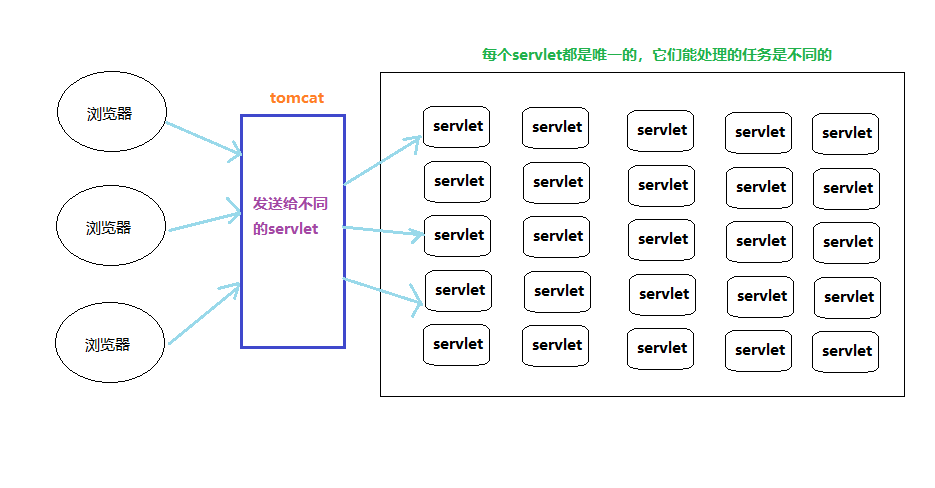 每个servlet都是唯一的，它们能处理的任务是不同的
tomcat
浏览器
浏览器
浏览器
发送给不同
的servlet
servlet servlet servlet servlet servlet
servlet servlet servlet servlet servlet
servlet servlet servlet servlet servlet
servlet servlet servlet servlet servlet
servlet servlet servlet servlet servlet